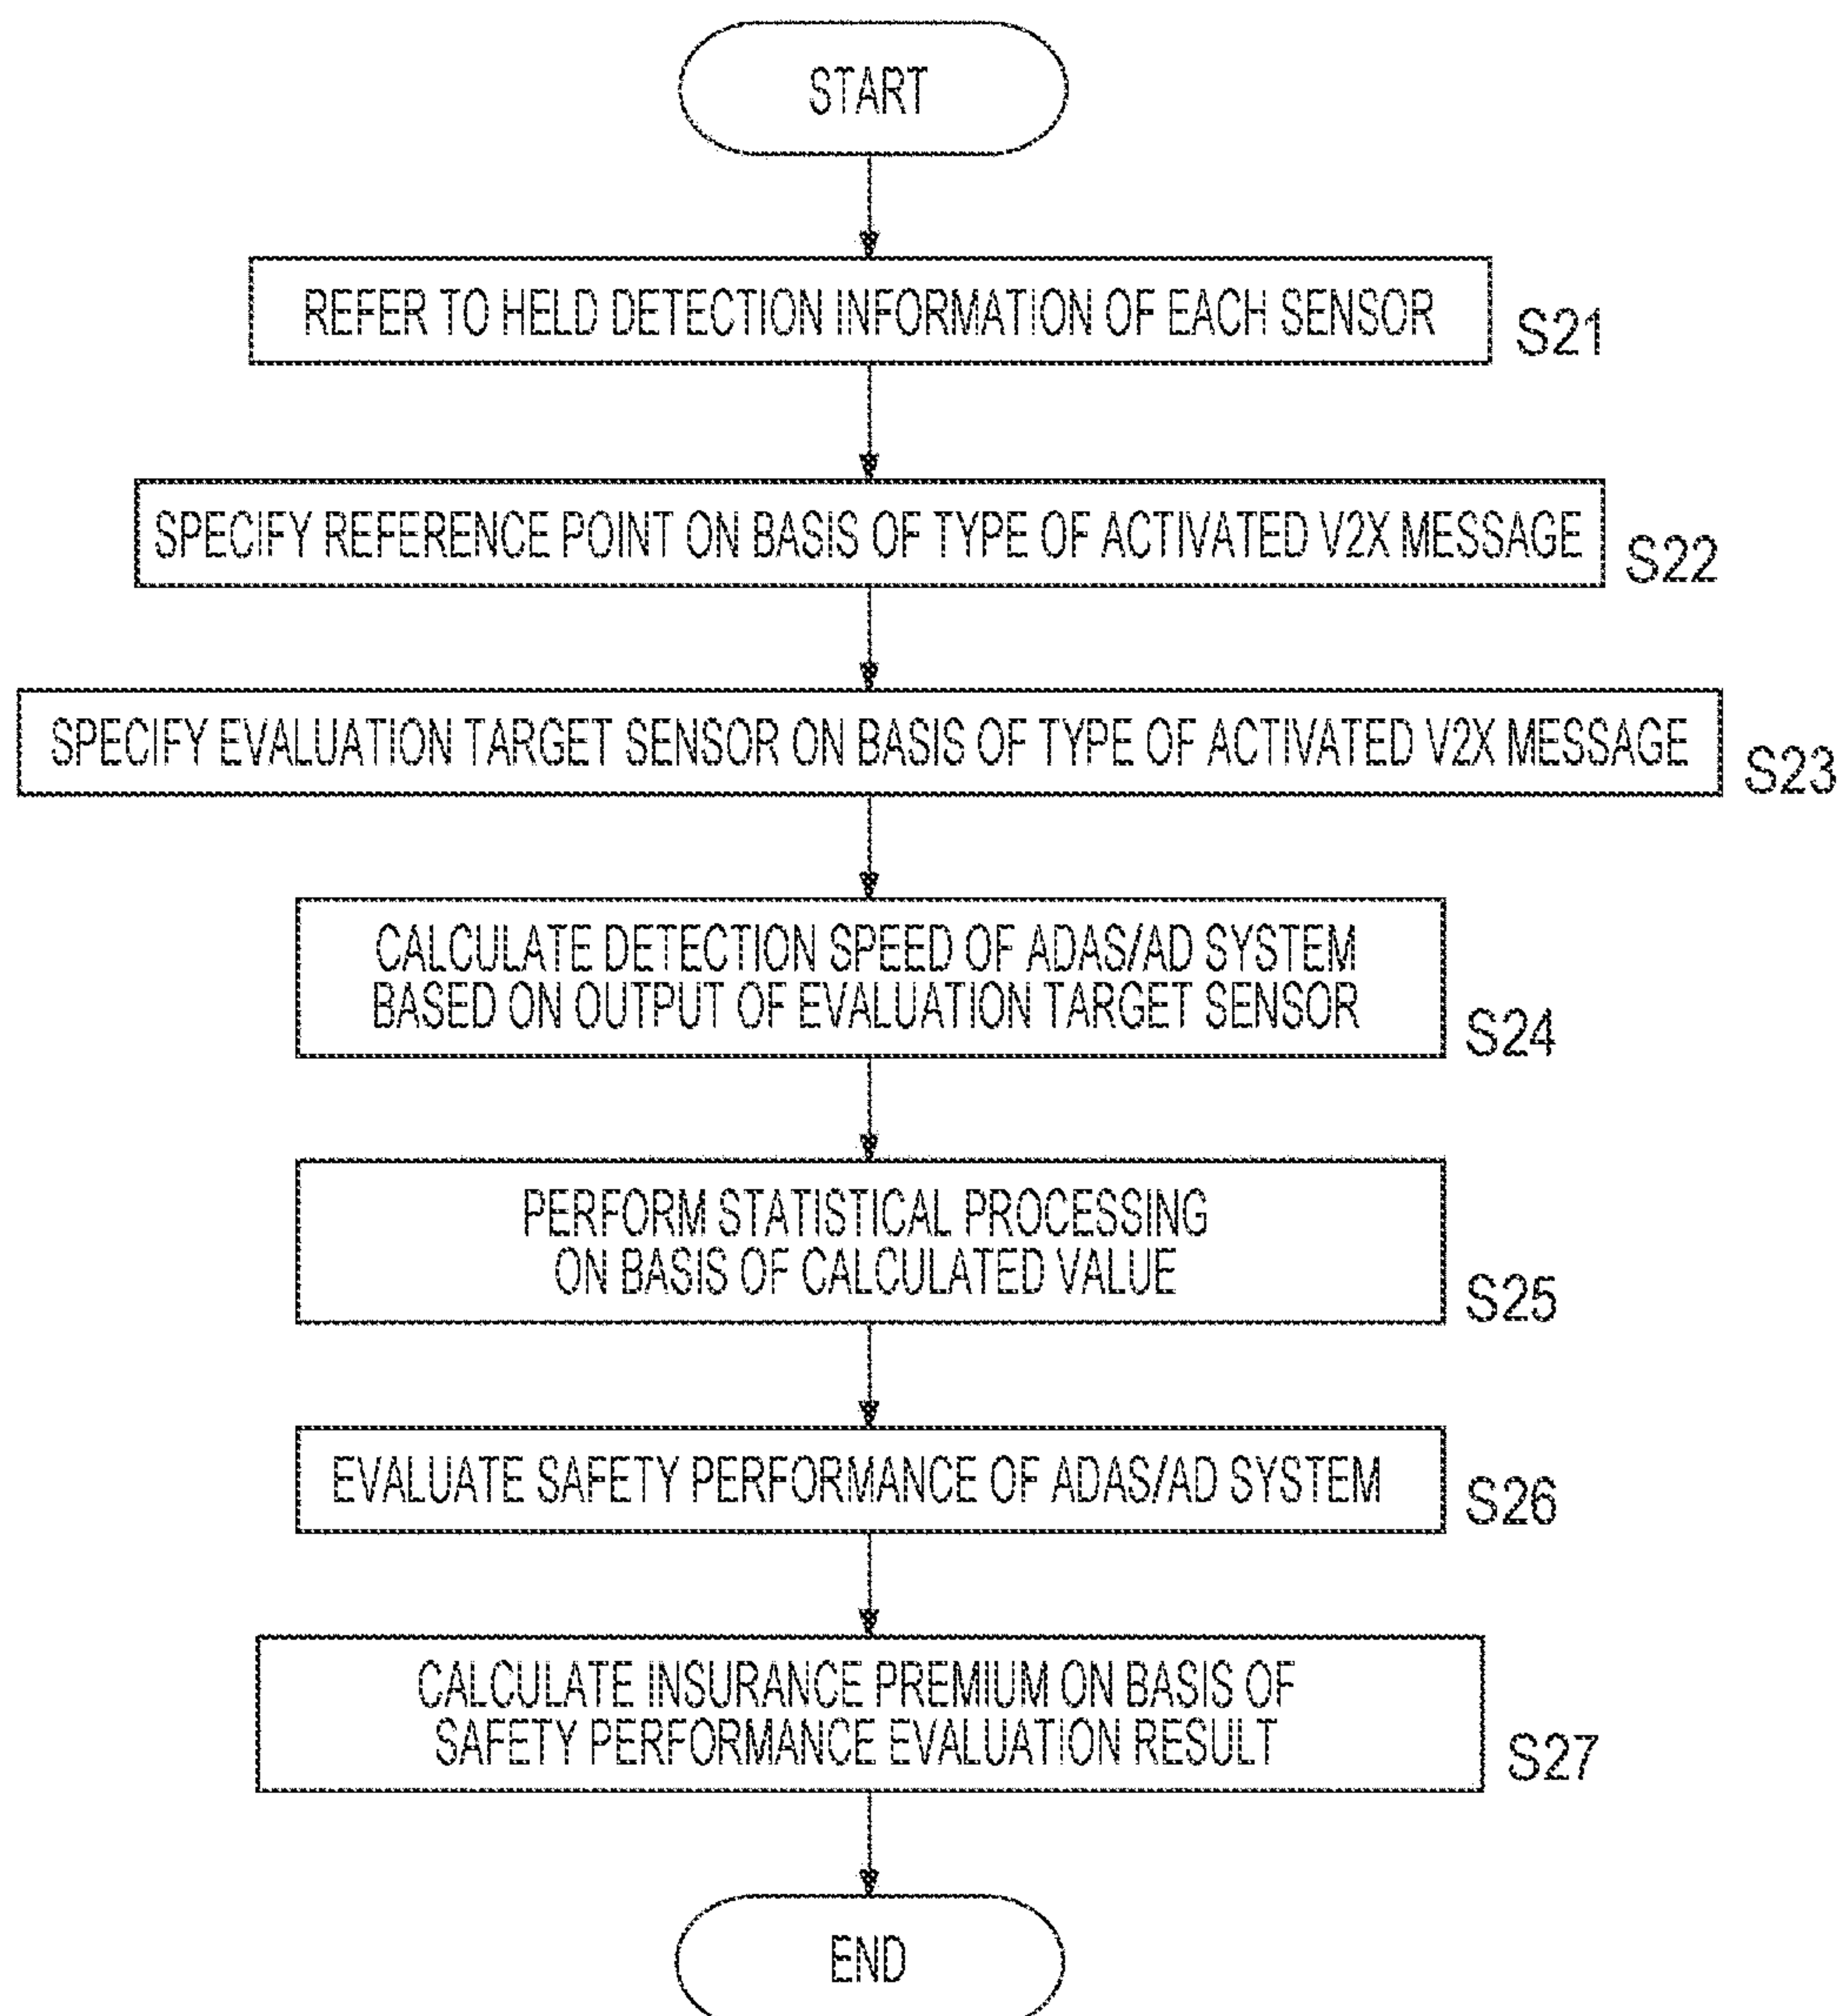 START
REFER TO HELD DETECTION INFORMATION OF EACH SENSOR
S21
SPECIFY REFERENCE POINT ON BASIS OF TYPE OF ACTIVATED V2X MESSAGE
S22
SPECIFY EVALUATION TARGET SENSOR ON BASIS OF TYPE OF ACTIVATED V2X MESSAGE
S23
CALCULATE DETECTION SPEED OF ADAS/AD SYSTEM
BASED ON OUTPUT OF EVALUATION TARGET SENSOR
S24
PERFORM STATISTICAL PROCESSING
ON BASIS OF CALCULATED VALUE
S25
EVALUATE SAFETY PERFORMANCE OF ADAS/AD SYSTEM
S26
CALCULATE INSURANCE PREMIUM ON BASIS OF
SAFETY PERFORMANCE EVALUATION RESULT
S27
END